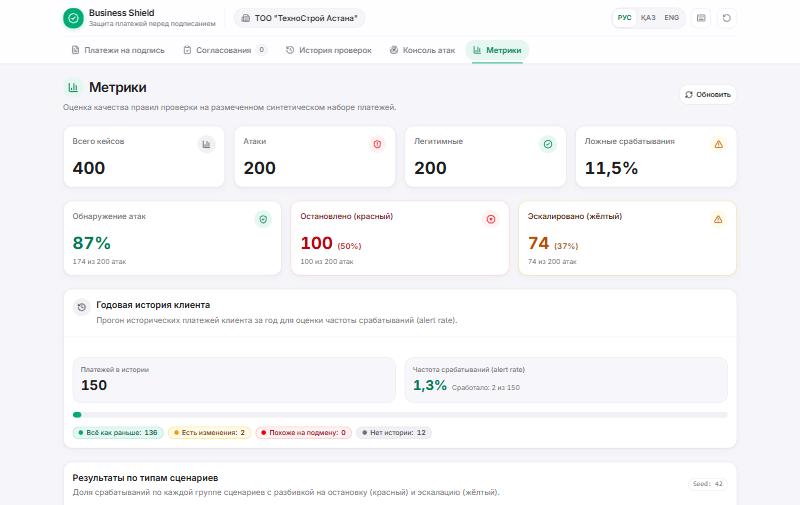 Business Shield
Защита платежей перед подписанием
ТОО "ТехноСтрой Астана"
РУС ҚАЗ ENG
Платежи на подпись
Согласования 0
История проверок
Консоль атак
Метрики
Метрики
Оценка качества правил проверки на размеченном синтетическом наборе платежей.
Обновить
Всего кейсов
400
Атаки
200
Легитимные
200
Ложные срабатывания
11,5%
Обнаружение атак
87%
174 из 200 атак
Остановлено (красный)
100 (50%)
100 из 200 атак
Эскалировано (жёлтый)
74 (37%)
74 из 200 атак
Годовая история клиента
Прогон исторических платежей клиента за год для оценки частоты срабатываний (alert rate).
Платежей в истории
150
Частота срабатываний (alert rate)
1,3% Сработало: 2 из 150
Всё как раньше: 136
Есть изменения: 2
Похоже на подмену: 0
Нет истории: 12
Результаты по типам сценариев
Доля срабатываний по каждой группе сценариев с разбивкой на остановку (красный) и эскалацию (жёлтый).
Seed: 42